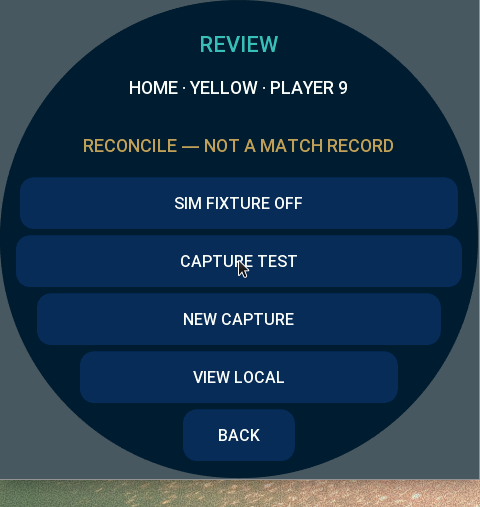 REVIEW
HOME · YELLOW · PLAYER 9
RECONCILE — NOT A MATCH RECORD
SIM FIXTURE OFF
CAPTURE TEST
NEW CAPTURE
VIEW LOCAL
BACK